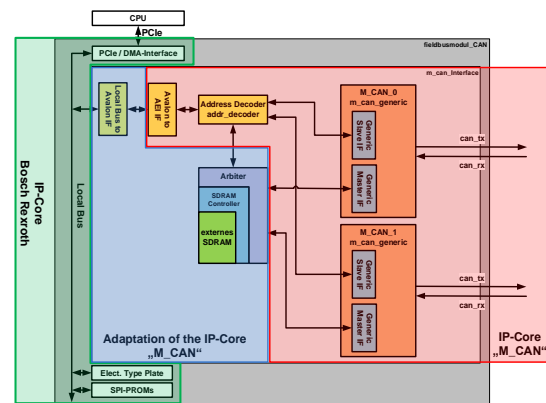 CPU
PCIe
fieldbusmodul_CAN
PCIe / DMA-Interface
m_can_Interface
Local Bus to
Avalon IF
Avalon to
AEI IF
Address Decoder
addr_decoder
M_CAN_0
m_can_generic
Generic
Slave IF
Generic
Master IF
can_tx
can_rx
Arbiter
SDRAM
Controller
externes
SDRAM
IP-Core
Bosch Rexroth
Local Bus
M_CAN_1
m_can_generic
Generic
Slave IF
Generic
Master IF
can_tx
can_rx
Adaptation of the IP-Core
„M_CAN“
IP-Core
„M_CAN“
Elect. Type Plate
SPI-PROMs